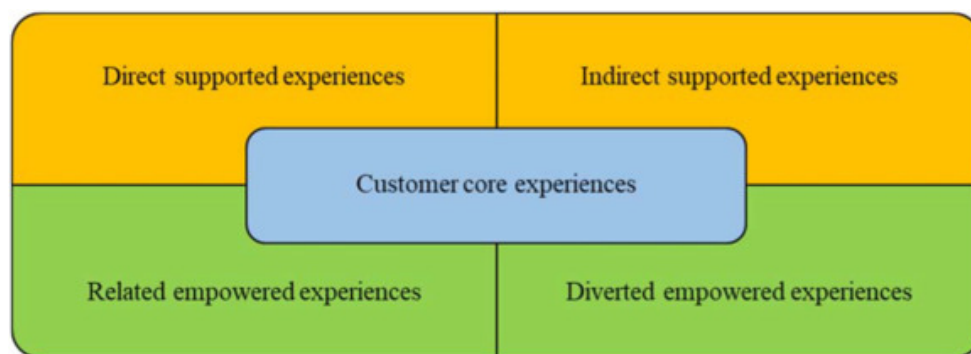 Direct supported experiences
Indirect supported experiences
Customer core experiences
Related empowered experiences
Diverted empowered experiences